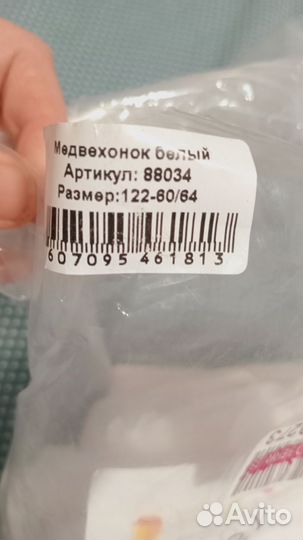 Медвехонок белый
Артикул: 88034
Размер:122-60/64
607095 461813
Avito